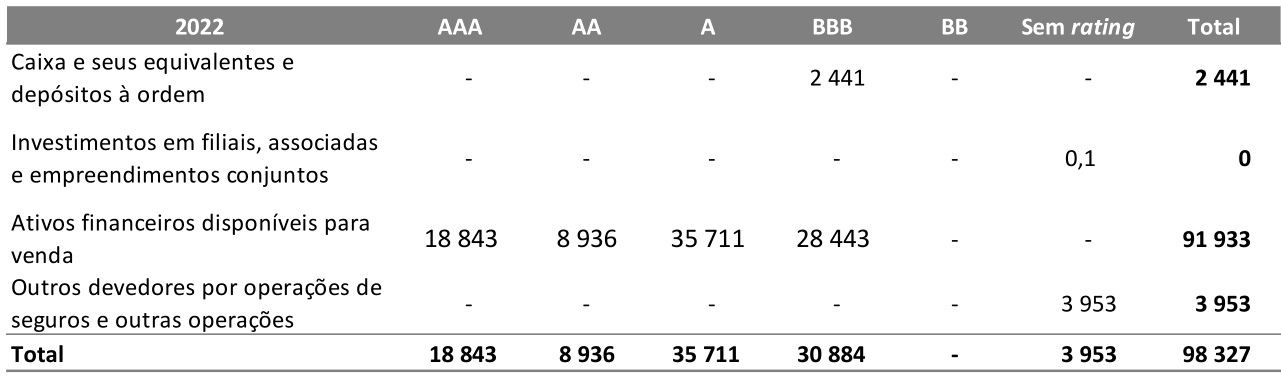 2022 AAA AA A BBB BB Sem rating Total
Caixa e seus equivalentes e
depósitos à ordem - - - 2 441 - - 2 441
Investimentos em filiais, associadas
e empreendimentos conjuntos - - - - - 0,1 0
Ativos financeiros disponíveis para
venda 18 843 8 936 35 711 28 443 - - 91 933
Outros devedores por operações de
seguros e outras operações - - - - - 3 953 3 953
Total 18 843 8 936 35 711 30 884 - 3 953 98 327